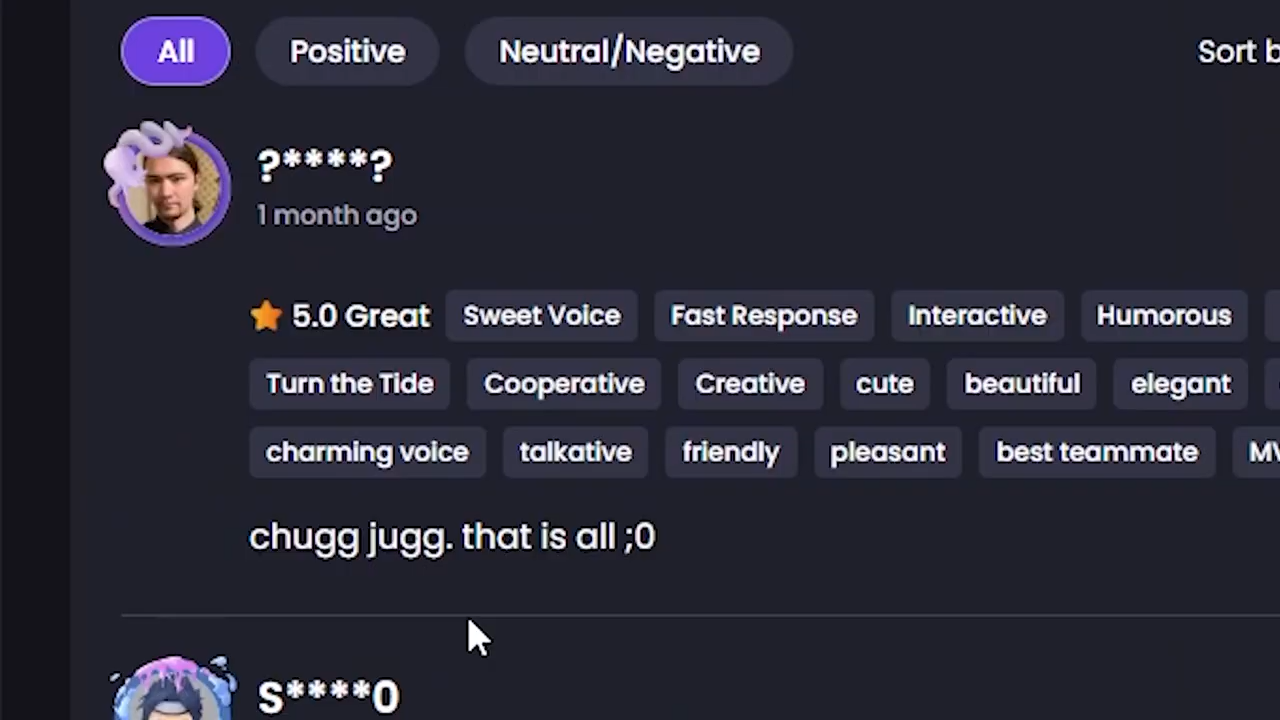 All Positive Neutral/Negative Sort b
?****?
1 month ago
5.0 Great Sweet Voice Fast Response Interactive Humorous
Turn the Tide Cooperative Creative cute beautiful elegant
charming voice talkative friendly pleasant best teammate MV
chugg jugg. that is all ;0
S****0